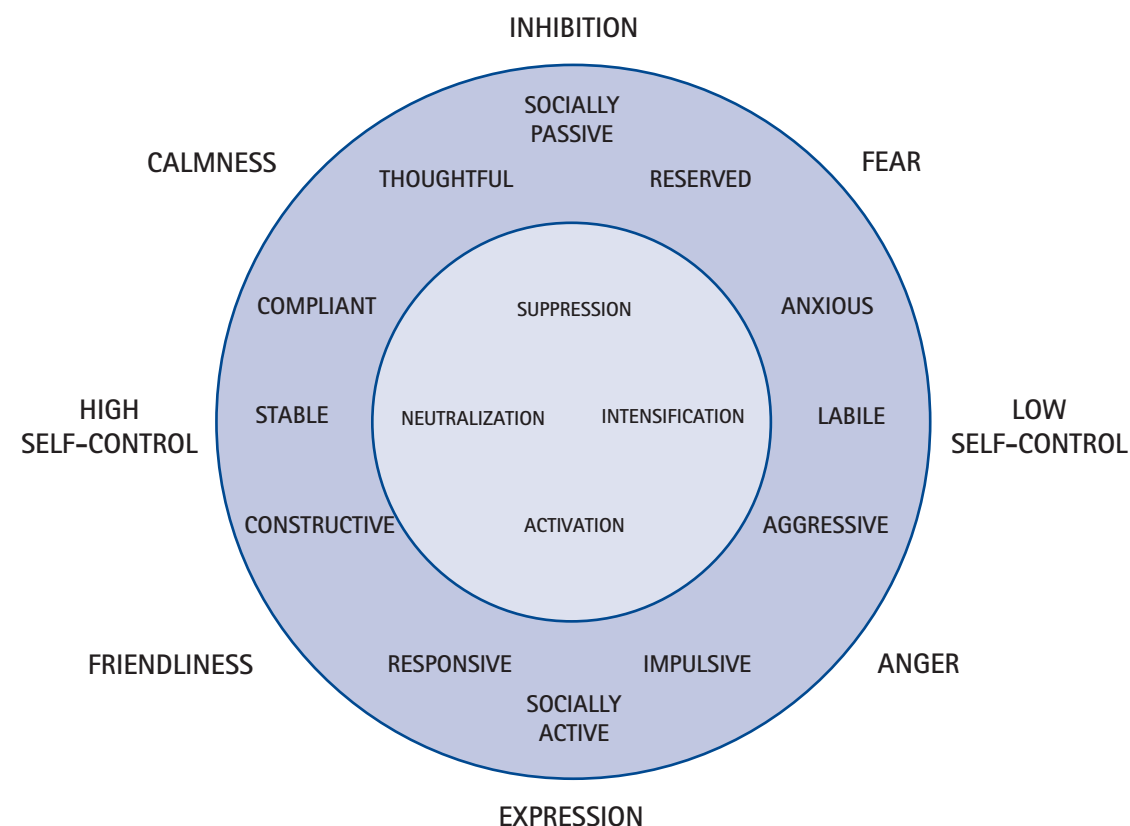 INHIBITION
SOCIALLY
PASSIVE
CALMNESS
FEAR
THOUGHTFUL
RESERVED
COMPLIANT
SUPPRESSION
ANXIOUS
HIGH
SELF-CONTROL
STABLE
NEUTRALIZATION
INTENSIFICATION
LABILE
LOW
SELF-CONTROL
CONSTRUCTIVE
ACTIVATION
AGGRESSIVE
FRIENDLINESS
RESPONSIVE
IMPULSIVE
ANGER
SOCIALLY
ACTIVE
EXPRESSION